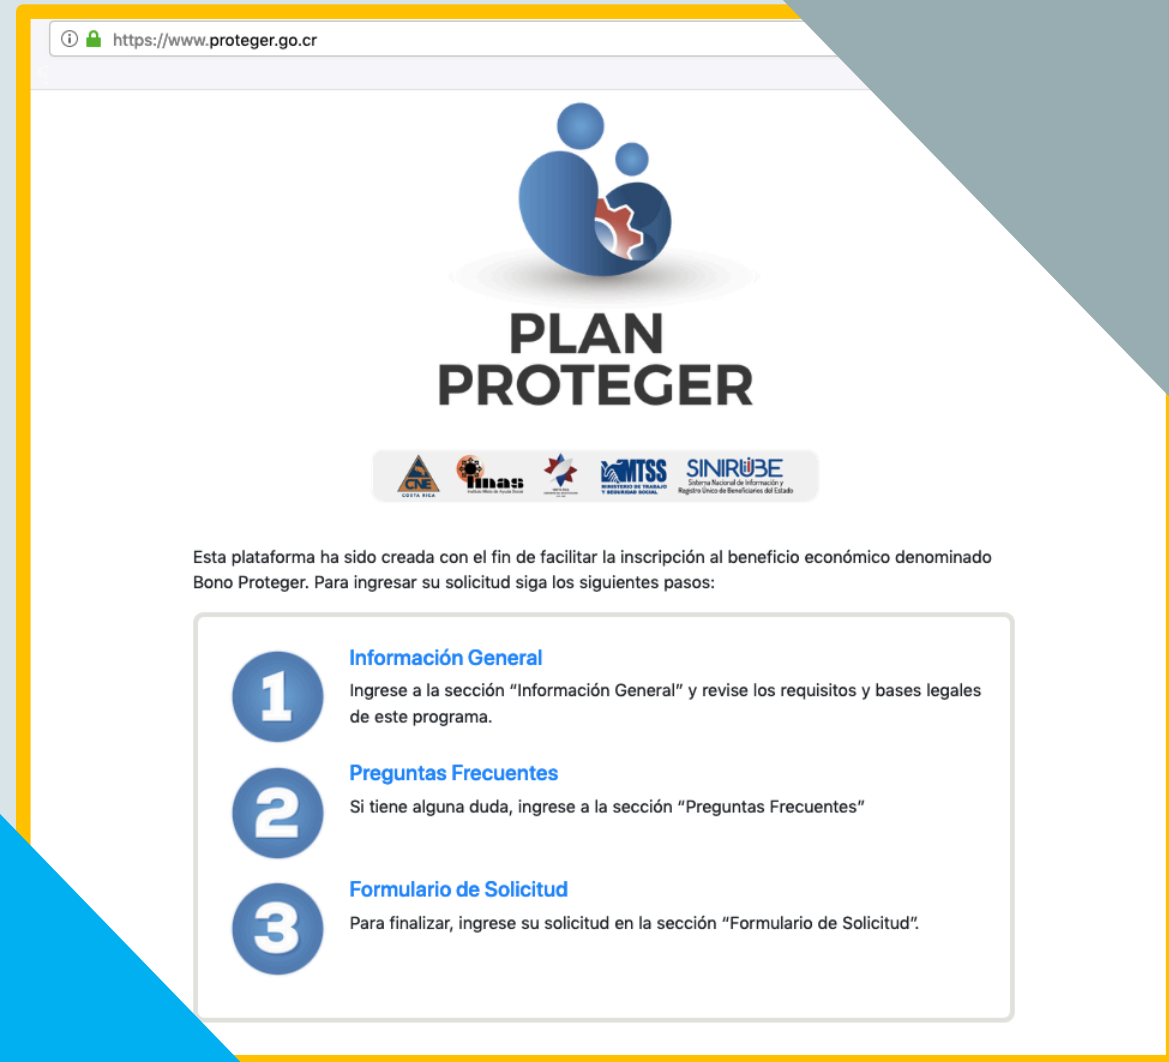 https://www.proteger.go.cr
PLAN
PROTEGER
CNE
COSTA RICA
imas
Instituto Mixto de Ayuda Social
MTSS
MINISTERIO DE TRABAJO
Y SEGURIDAD SOCIAL
SINIRUBE
Sistema Nacional de Información y
Registro Único de Beneficiarios del Estado
Esta plataforma ha sido creada con el fin de facilitar la inscripción al beneficio económico denominado
Bono Proteger. Para ingresar su solicitud siga los siguientes pasos:
1
Información General
Ingrese a la sección “Información General” y revise los requisitos y bases legales
de este programa.
2
Preguntas Frecuentes
Si tiene alguna duda, ingrese a la sección “Preguntas Frecuentes”
3
Formulario de Solicitud
Para finalizar, ingrese su solicitud en la sección “Formulario de Solicitud”.